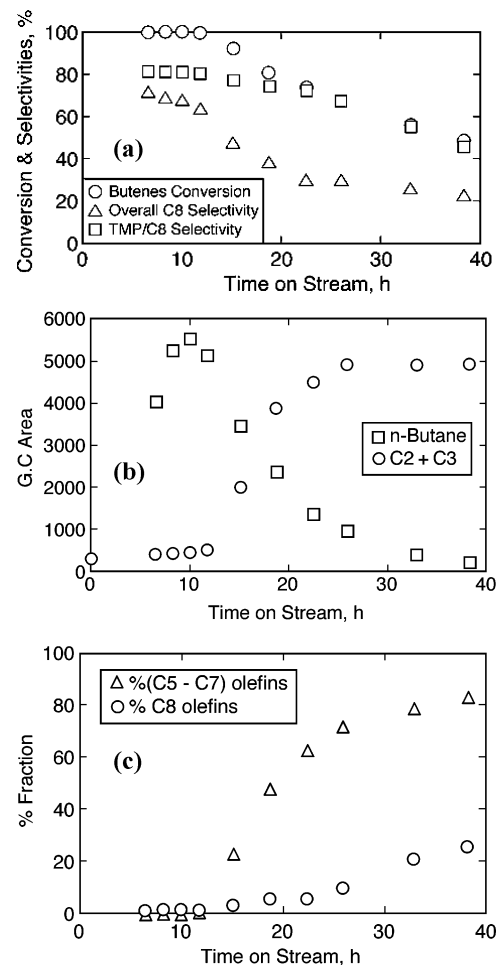 100
80
60
40
20
0
Conversion & Selectivities, %
(a)
Butenes Conversion
Overall C8 Selectivity
TMP/C8 Selectivity
0
10
20
30
40
Time on Stream, h
6000
5000
4000
3000
2000
1000
0
G.C Area
(b)
n-Butane
C2 + C3
0
10
20
30
40
Time on Stream, h
100
80
60
40
20
0
% Fraction
%(C5 - C7) olefins
% C8 olefins
(c)
0
10
20
30
40
Time on Stream, h